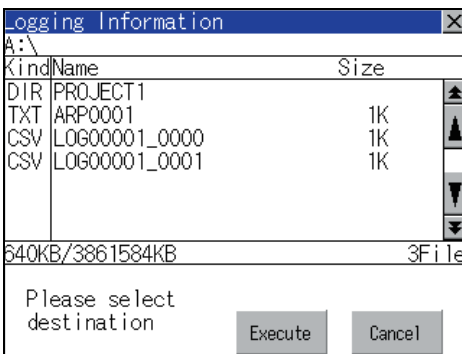 Logging Information
A:\
Kind Name Size
DIR PROJECT1
TXT ARP0001 1K
CSV LOG00001_0000 1K
CSV LOG00001_0001 1K
640KB/3861584KB 3File
Please select
destination
Execute Cancel